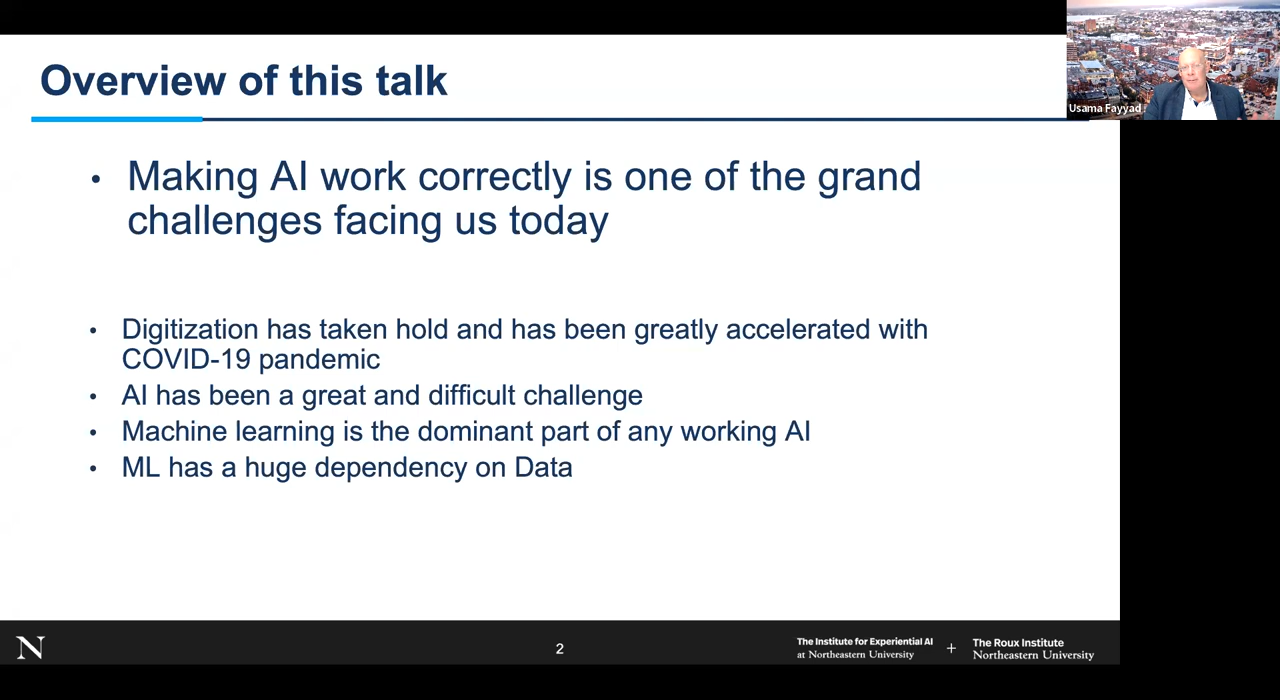 Overview of this talk
Usama Fayyad
• Making AI work correctly is one of the grand
challenges facing us today
• Digitization has taken hold and has been greatly accelerated with
COVID-19 pandemic
• AI has been a great and difficult challenge
• Machine learning is the dominant part of any working AI
• ML has a huge dependency on Data
N
2
The Institute for Experiential AI
at Northeastern University
+
The Roux Institute
Northeastern University